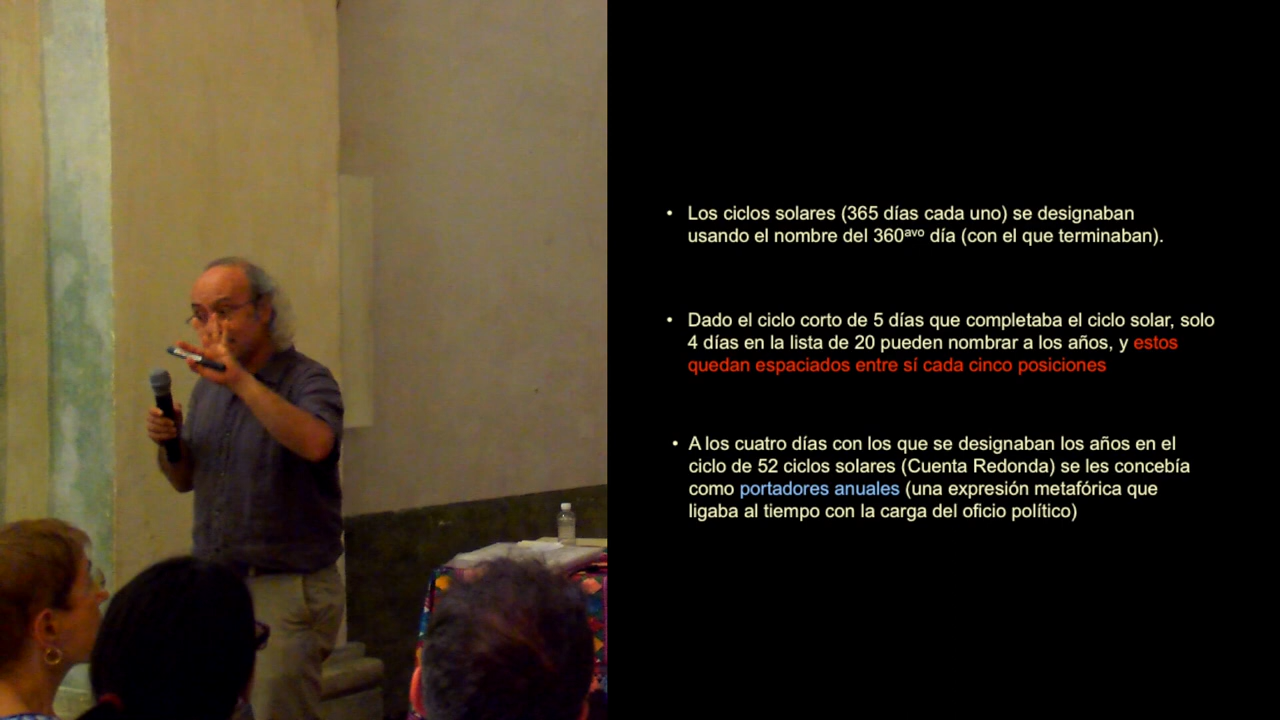 • Los ciclos solares (365 días cada uno) se designaban
usando el nombre del 360ᵃᵛᵒ día (con el que terminaban).
• Dado el ciclo corto de 5 días que completaba el ciclo solar, solo
4 días en la lista de 20 pueden nombrar a los años, y estos
quedan espaciados entre sí cada cinco posiciones
• A los cuatro días con los que se designaban los años en el
ciclo de 52 ciclos solares (Cuenta Redonda) se les concebía
como portadores anuales (una expresión metafórica que
ligaba al tiempo con la carga del oficio político)